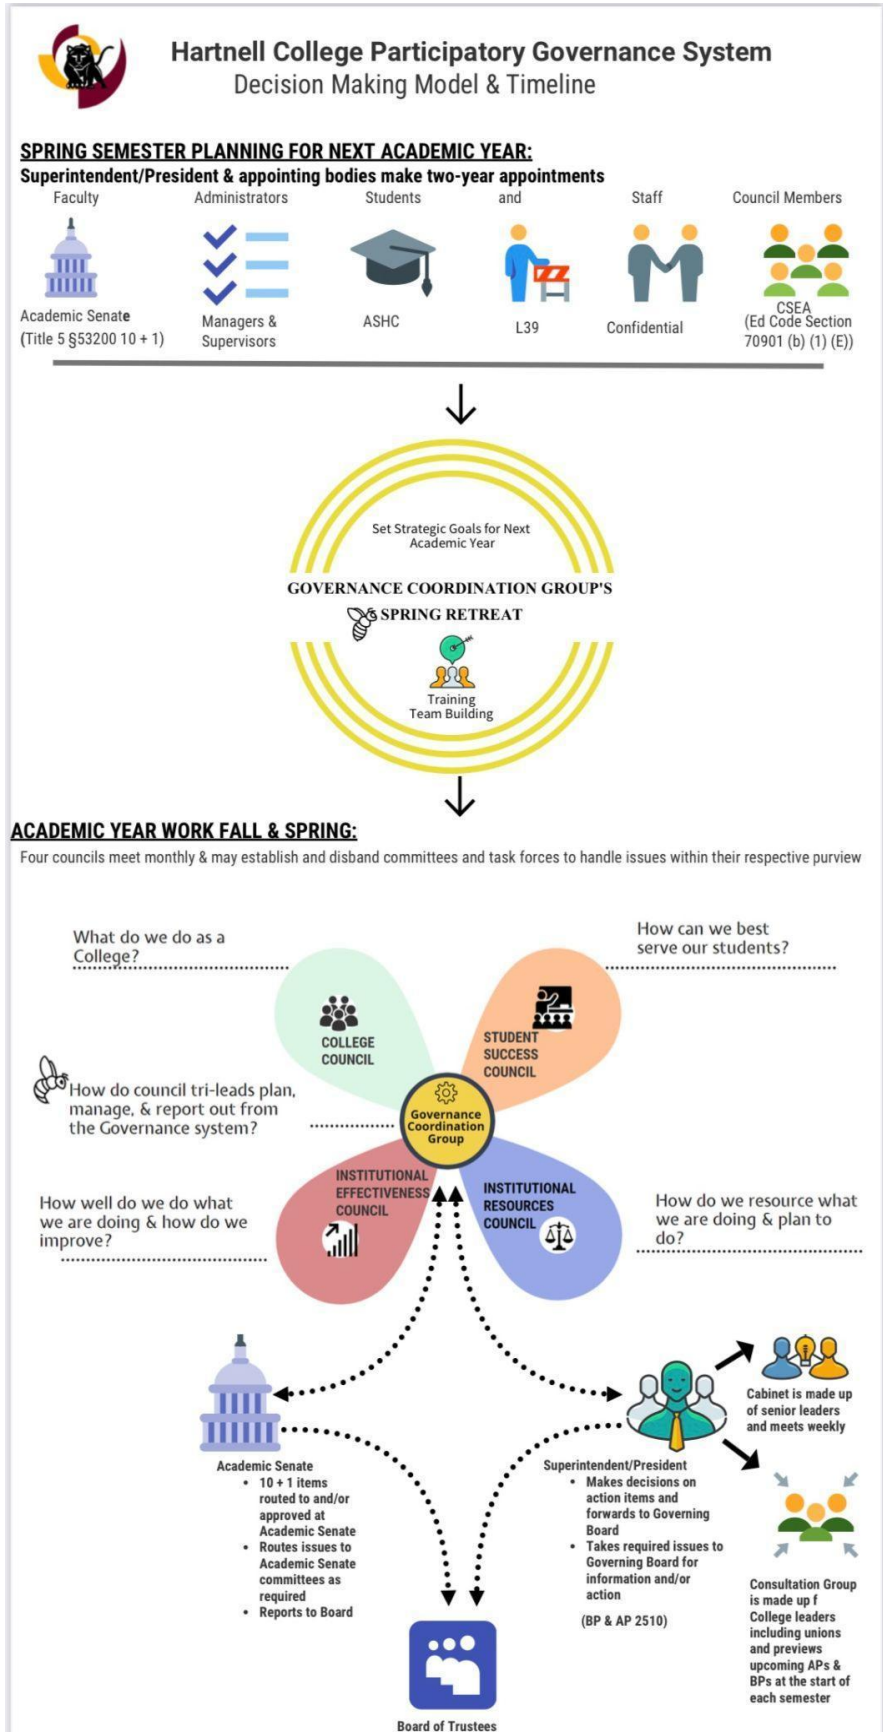 Hartnell College Participatory Governance System
Decision Making Model & Timeline
SPRING SEMESTER PLANNING FOR NEXT ACADEMIC YEAR:
Superintendent/President & appointing bodies make two-year appointments
Faculty
Administrators
Students
and
Staff
Council Members
Academic Senate
(Title 5 §53200 10 + 1)
Managers &
Supervisors
ASHC
L39
Confidential
CSEA
(Ed Code Section
70901 (b) (1) (E))
Set Strategic Goals for Next
Academic Year
GOVERNANCE COORDINATION GROUP'S
SPRING RETREAT
Training
Team Building
ACADEMIC YEAR WORK FALL & SPRING:
Four councils meet monthly & may establish and disband committees and task forces to handle issues within their respective purview
What do we do as a
College?
How can we best
serve our students?
COLLEGE
COUNCIL
STUDENT
SUCCESS
COUNCIL
How do council tri-leads plan,
manage, & report out from
the Governance system?
Governance
Coordination
Group
INSTITUTIONAL
EFFECTIVENESS
COUNCIL
INSTITUTIONAL
RESOURCES
COUNCIL
How well do we do what
we are doing & how do we
improve?
How do we resource what
we are doing & plan to
do?
Cabinet is made up
of senior leaders
and meets weekly
Academic Senate
• 10 + 1 items
routed to and/or
approved at
Academic Senate
• Routes issues to
Academic Senate
committees as
required
• Reports to Board
Superintendent/President
• Makes decisions on
action items and
forwards to Governing
Board
• Takes required issues to
Governing Board for
information and/or
action
(BP & AP 2510)
Consultation Group
is made up f
College leaders
including unions
and previews
upcoming APs &
BPs at the start of
each semester
Board of Trustees